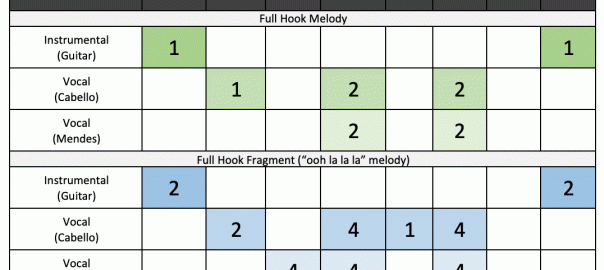 Full Hook Melody
Instrumental
(Guitar)
1 1
Vocal
(Cabello)
1 2 2
Vocal
(Mendes)
2 2
Full Hook Fragment (“ooh la la la” melody)
Instrumental
(Guitar)
2 2
Vocal
(Cabello)
2 4 1 4
Vocal
4 4 4